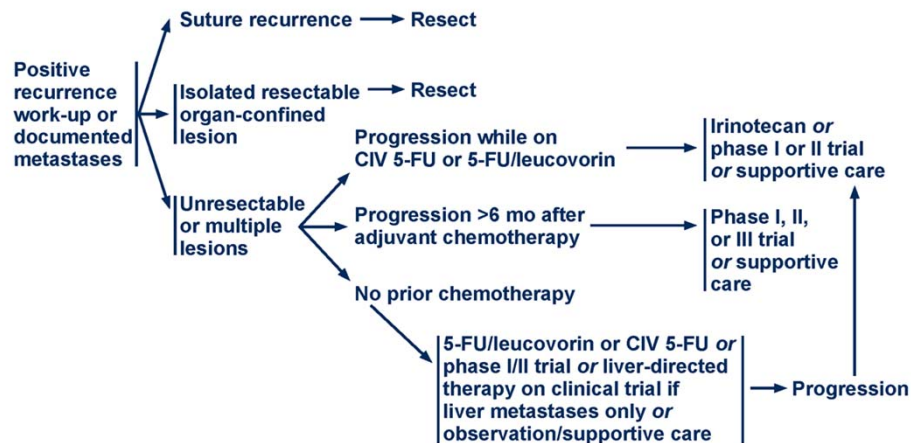 Suture recurrence
Resect
Positive
recurrence
work-up or
documented
metastases
Isolated resectable
organ-confined
lesion
Resect
Unresectable
or multiple
lesions
Progression while on
CIV 5-FU or 5-FU/leucovorin
Irinotecan or
phase I or II trial
or supportive care
Progression >6 mo after
adjuvant chemotherapy
Phase I, II,
or III trial
or supportive
care
No prior chemotherapy
5-FU/leucovorin or CIV 5-FU or
phase I/II trial or liver-directed
therapy on clinical trial if
liver metastases only or
observation/supportive care
Progression